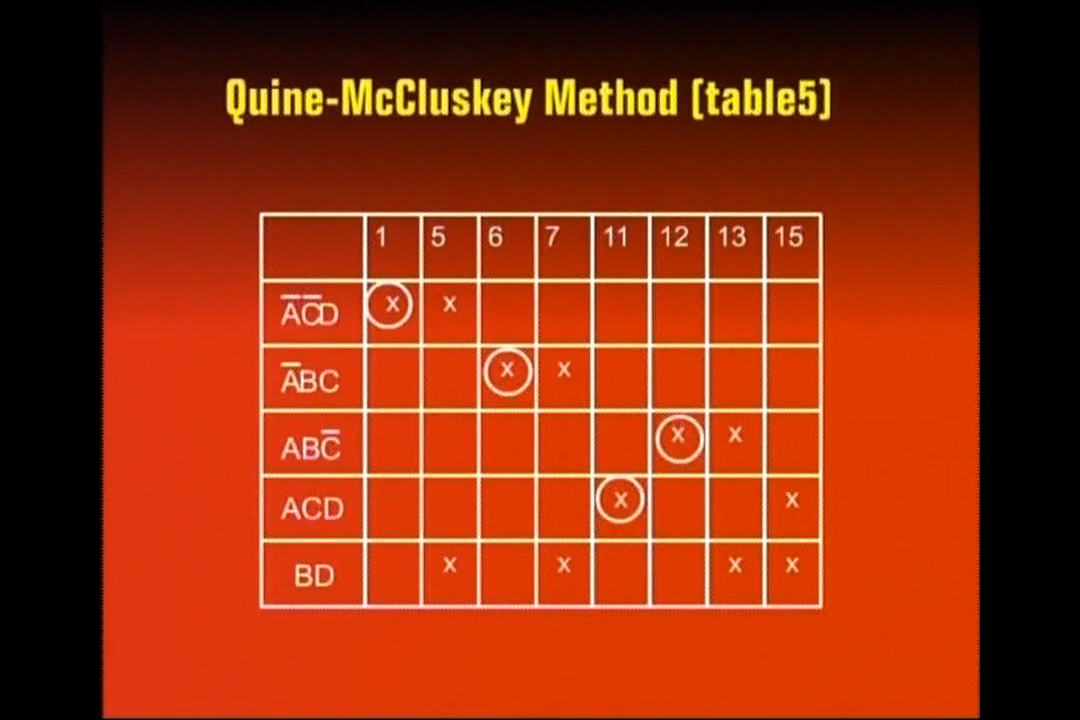 Quine-McCluskey Method (table5)
1 5 6 7 11 12 13 15
A̅C̅D x x
A̅BC x x
ABC̅ x x
ACD x x
BD x x x x